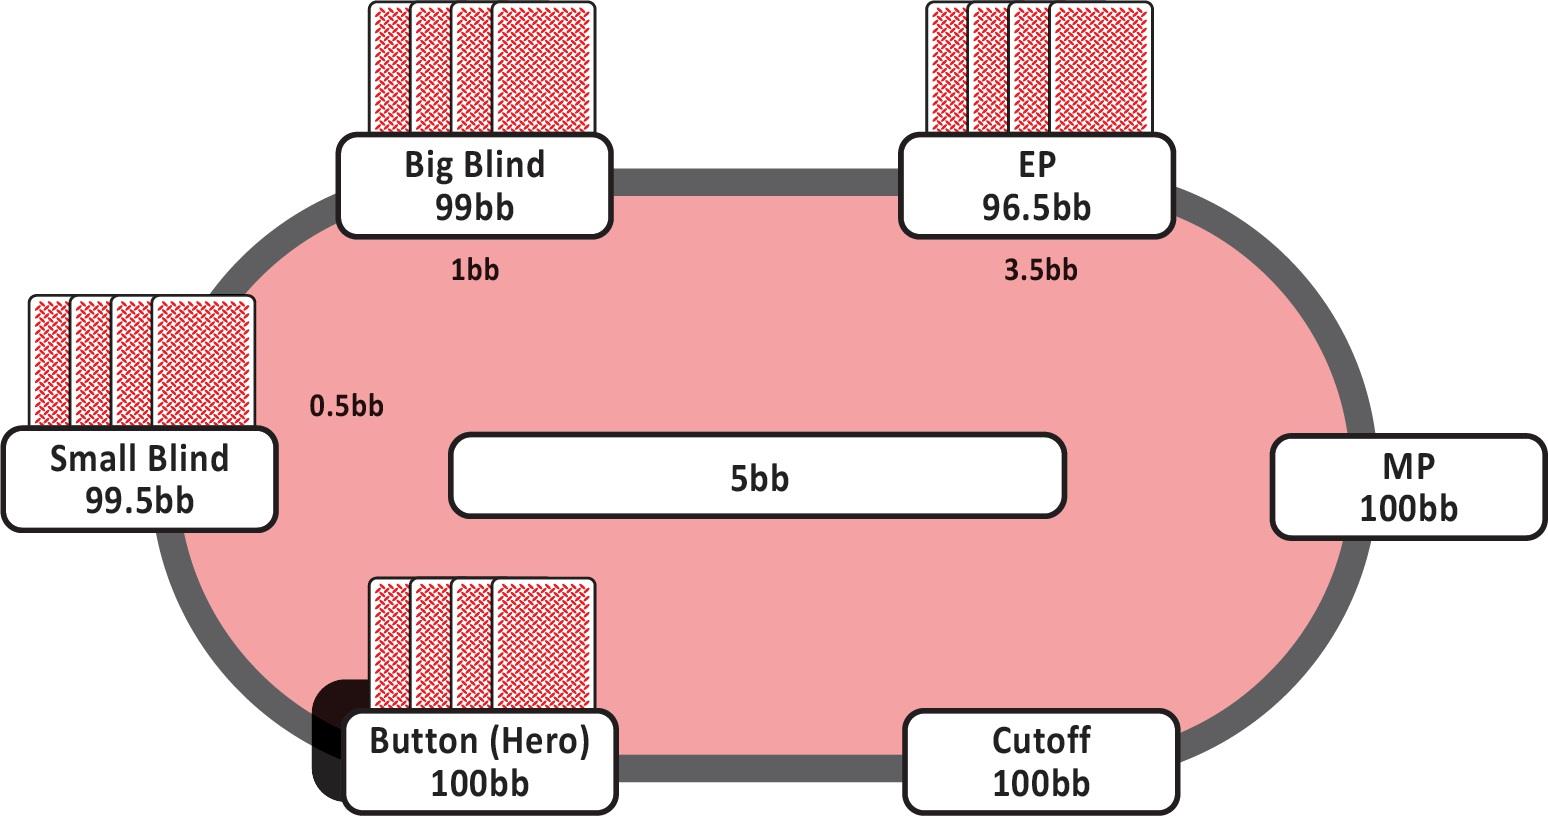 Big Blind
99bb
EP
96.5bb
1bb
3.5bb
0.5bb
Small Blind
99.5bb
5bb
MP
100bb
Button (Hero)
100bb
Cutoff
100bb